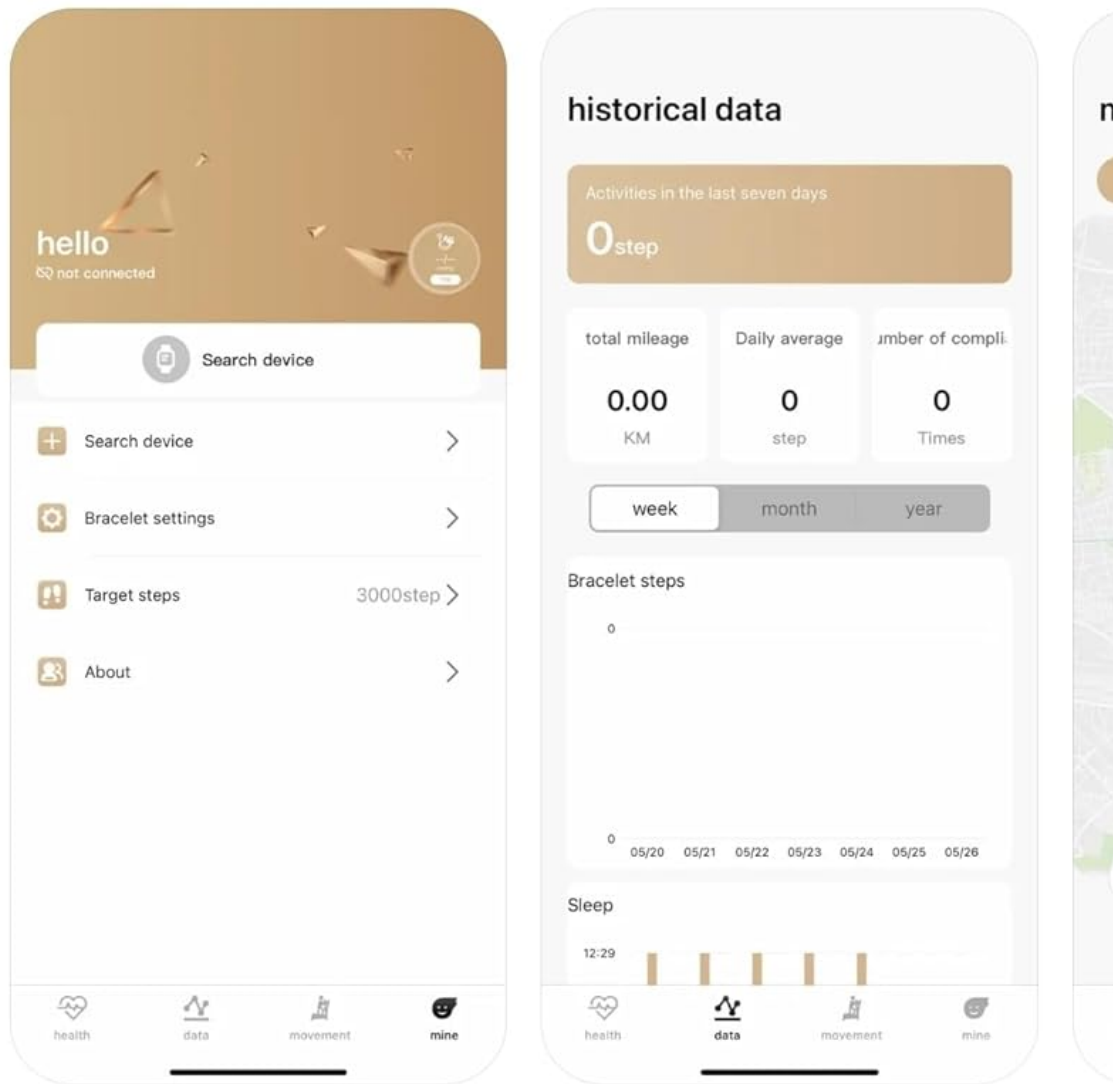 hello
not connected
Search device
Search device
Bracelet settings
Target steps 3000step
About
health data movement mine
historical data
Activities in the last seven days
0step
total mileage Daily average umber of compli
0.00 0 0
KM step Times
week month year
Bracelet steps
0
0
05/20 05/21 05/22 05/23 05/24 05/25 05/26
Sleep
12:29
health data movement mine